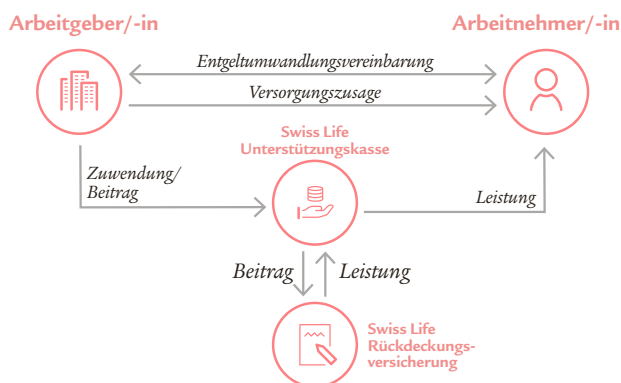 Arbeitgeber/-in
Arbeitnehmer/-in
Entgeltumwandlungsvereinbarung
Versorgungszusage
Swiss Life
Unterstützungskasse
Zuwendung/
Beitrag
Leistung
Beitrag
Leistung
Swiss Life
Rückdeckungs-
versicherung